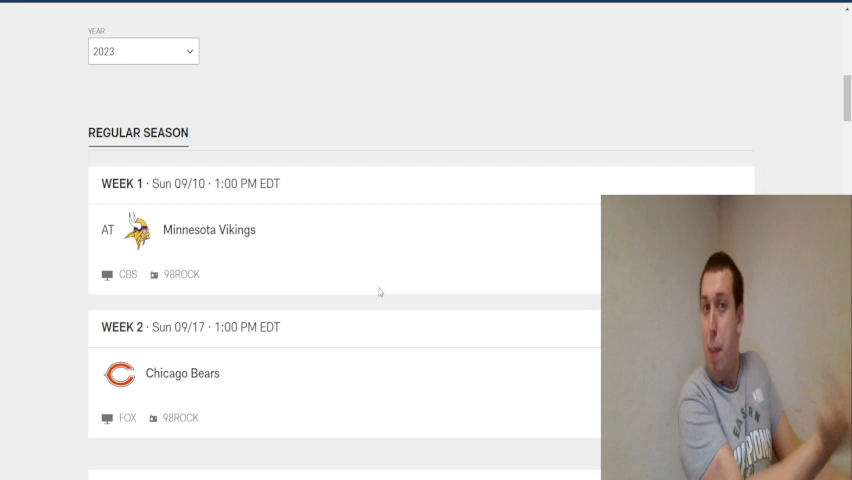 YEAR
2023
REGULAR SEASON
WEEK 1 · Sun 09/10 · 1:00 PM EDT
AT Minnesota Vikings
CBS 98ROCK
WEEK 2 · Sun 09/17 · 1:00 PM EDT
Chicago Bears
FOX 98ROCK